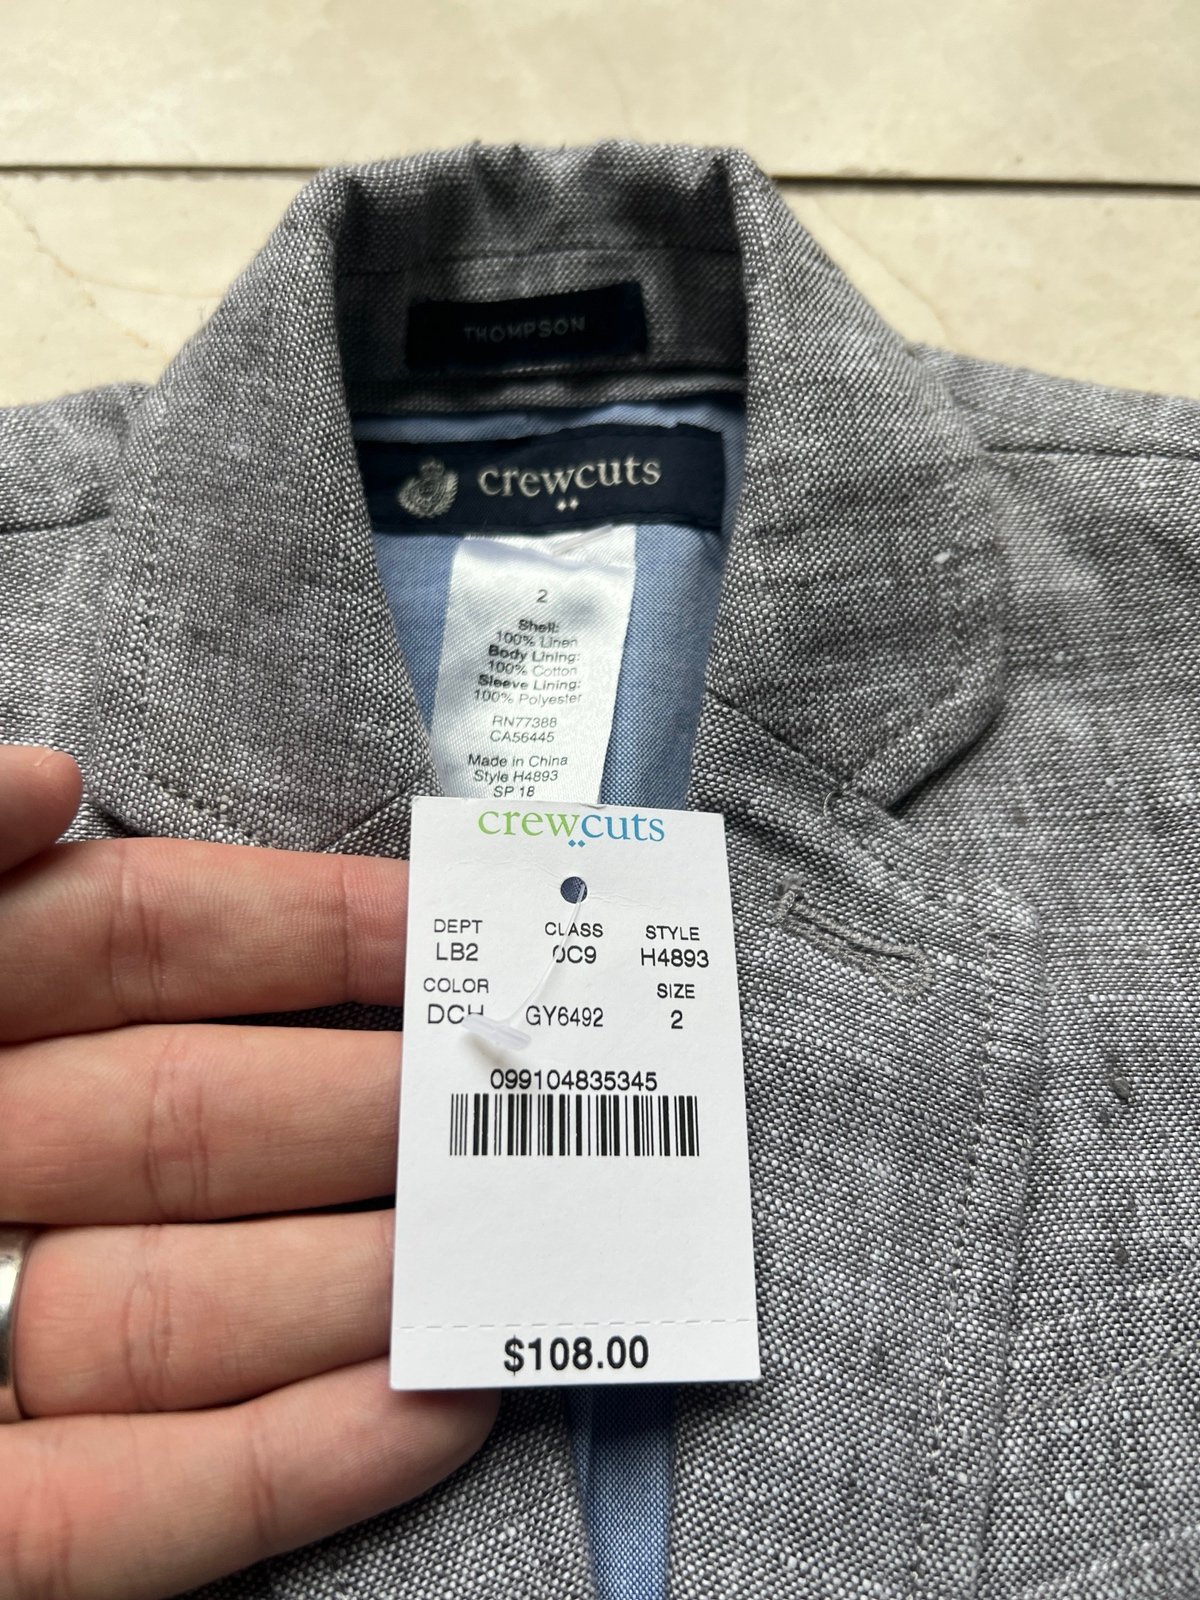 THOMPSON
crewcuts
2
Shell:
100% Linen
Body Lining:
100% Cotton
Sleeve Lining:
100% Polyester
RN77388
CA56445
Made in China
Style H4893
SP 18
crewcuts
DEPT CLASS STYLE
LB2 0C9 H4893
COLOR SIZE
DCH GY6492 2
099104835345
$108.00